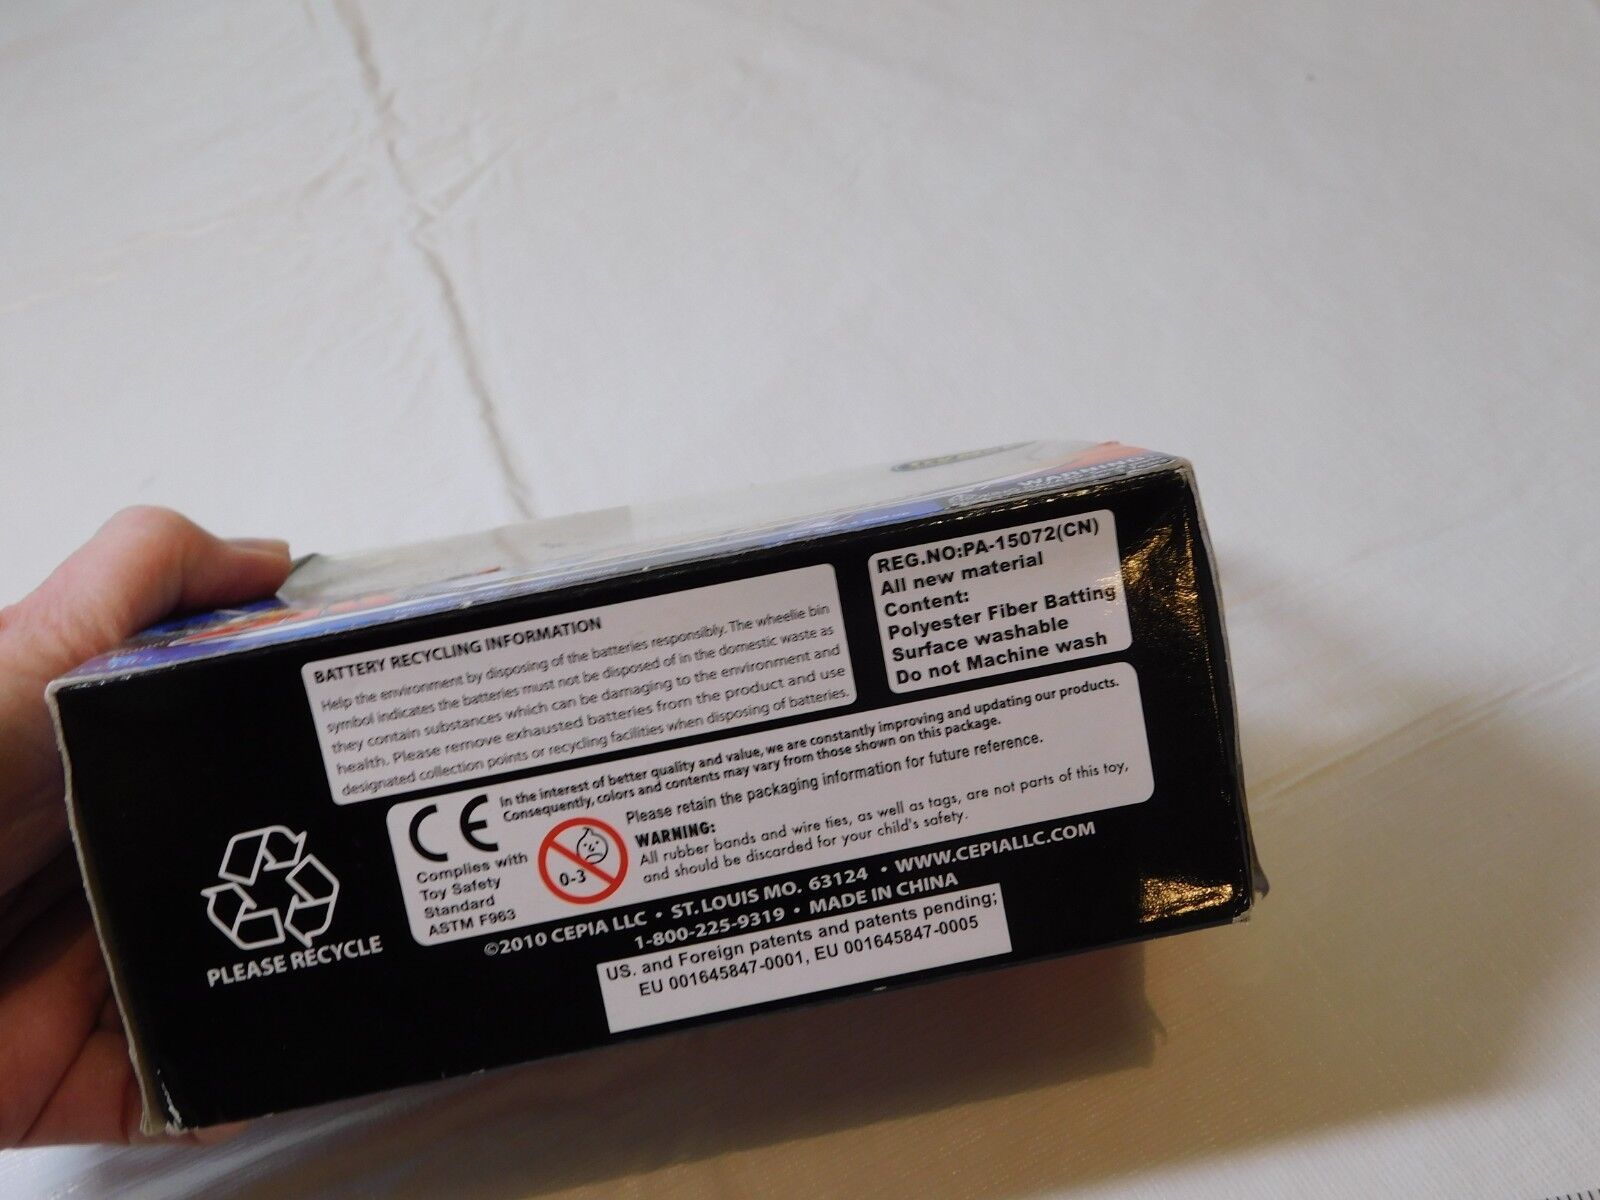 WARNING:
REG.NO:PA-15072(CN)
All new material
Content:
Polyester Fiber Batting
Surface washable
Do not Machine wash
BATTERY RECYCLING INFORMATION
Help the environment by disposing of the batteries responsibly. The wheelie bin
symbol indicates the batteries must not be disposed of in the domestic waste as
they contain substances which can be damaging to the environment and
health. Please remove exhausted batteries from the product and use
designated collection points or recycling facilities when disposing of batteries.
CE
Complies with
Toy Safety
Standard
ASTM F963
In the interest of better quality and value, we are constantly improving and updating our products.
Consequently, colors and contents may vary from those shown on this package.
Please retain the packaging information for future reference.
0-3
WARNING:
All rubber bands and wire ties, as well as tags, are not parts of this toy,
and should be discarded for your child's safety.
PLEASE RECYCLE
©2010 CEPIA LLC • ST. LOUIS MO. 63124 • WWW.CEPIALLC.COM
1-800-225-9319 • MADE IN CHINA
US. and Foreign patents and patents pending;
EU 001645847-0001, EU 001645847-0005